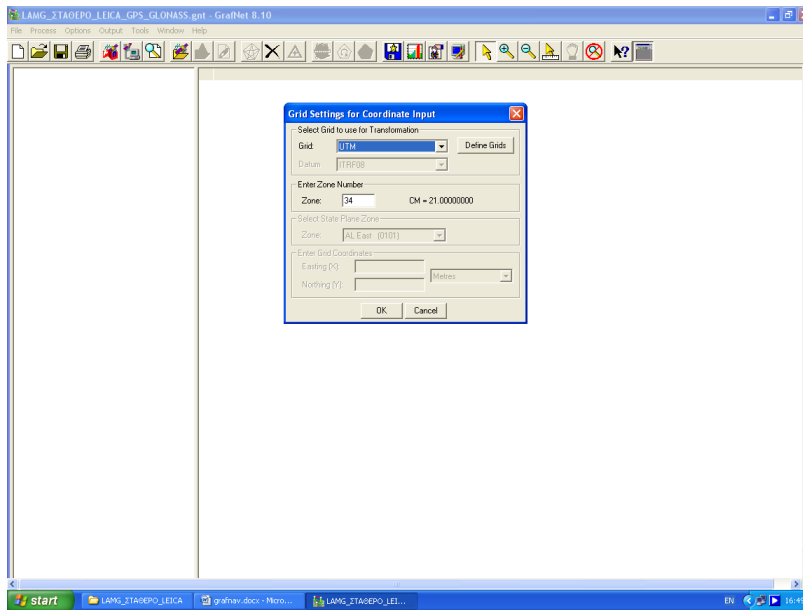 LAMG_ΣΤΑΘΕΡΟ_LEICA_GPS_GLONASS.gnt - GrafNet 8.10
File Process Options Output Tools Window Help
Grid Settings for Coordinate Input
Select Grid to use for Transformation
Grid: UTM Define Grids
Datum ITRF08
Enter Zone Number
Zone: 34 CM = 21.00000000
Select State Plane Zone
Zone: AL East (0101)
Enter Grid Coordinates
Easting [X]:
Metres
Northing [Y]:
OK Cancel
start LAMG_ΣΤΑΘΕΡΟ_LEICA grafnav.docx - Micro... LAMG_ΣΤΑΘΕΡΟ_LEI... EN 16:49